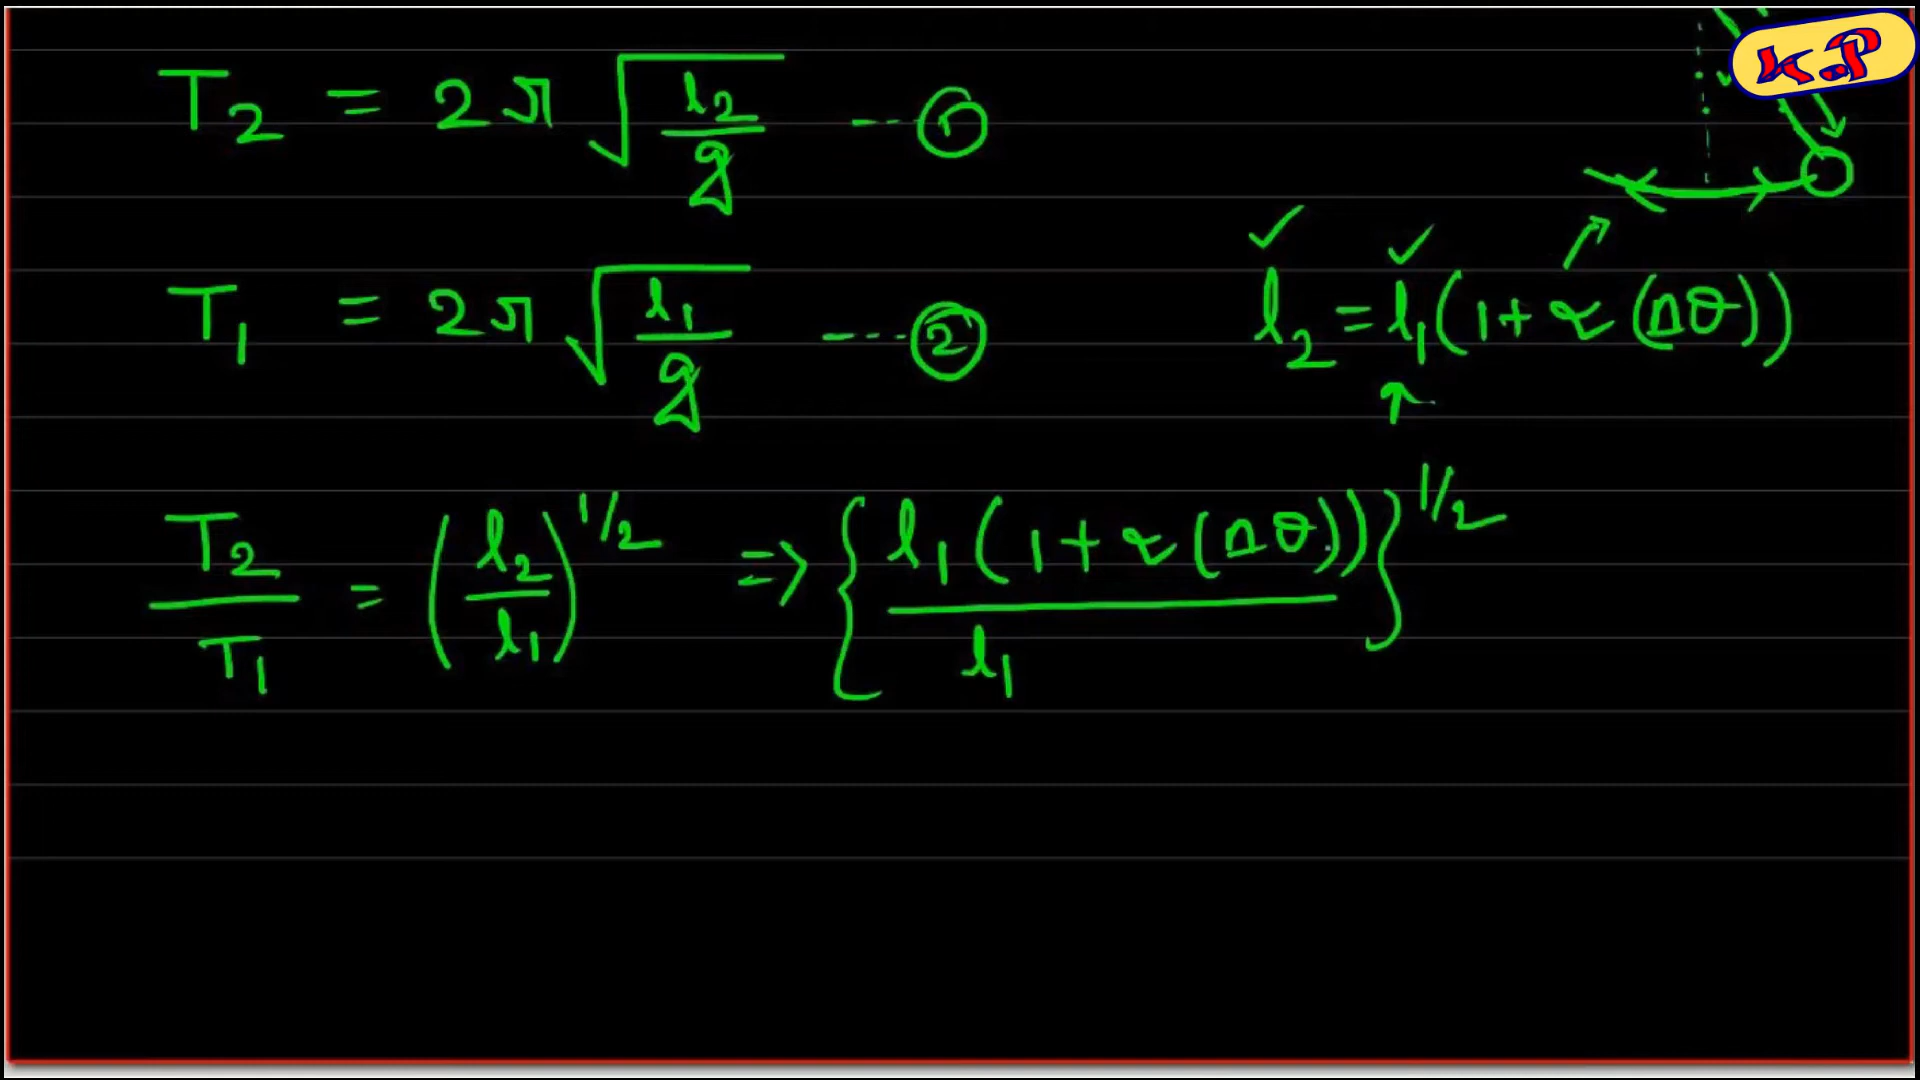 K.P
T₂ = 2π √(l₂/g) ---①
T₁ = 2π √(l₁/g) ---②
l₂ = l₁(1+α(Δθ))
T₂/T₁ = (l₂/l₁)^1/2 => {l₁(1+α(Δθ))/l₁}^1/2